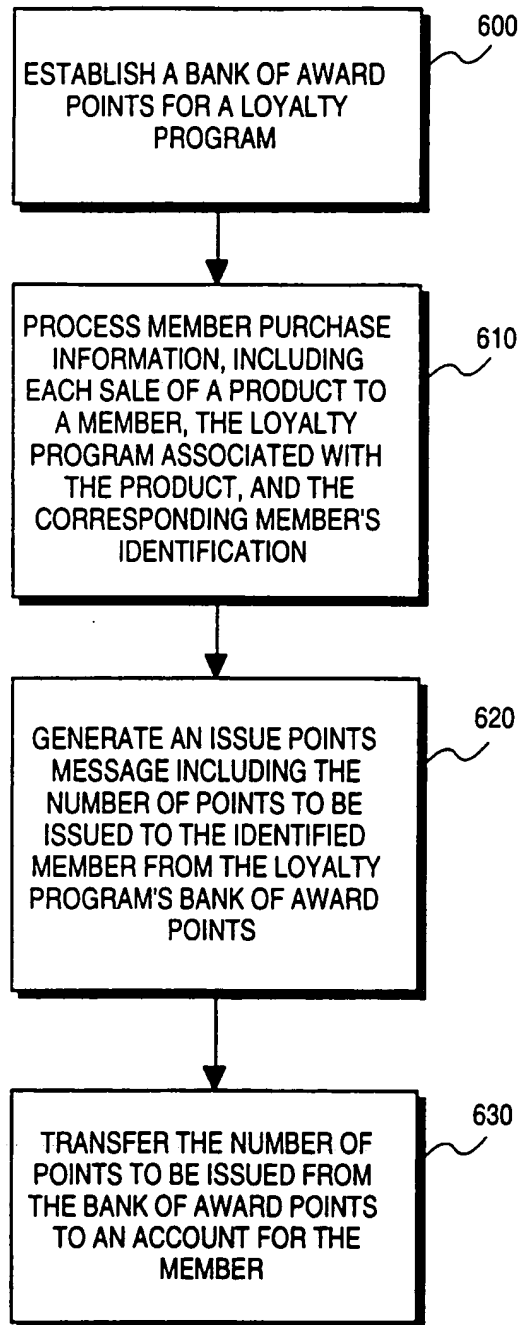 600
ESTABLISH A BANK OF AWARD
POINTS FOR A LOYALTY
PROGRAM
610
PROCESS MEMBER PURCHASE
INFORMATION, INCLUDING
EACH SALE OF A PRODUCT TO
A MEMBER, THE LOYALTY
PROGRAM ASSOCIATED WITH
THE PRODUCT, AND THE
CORRESPONDING MEMBER'S
IDENTIFICATION
620
GENERATE AN ISSUE POINTS
MESSAGE INCLUDING THE
NUMBER OF POINTS TO BE
ISSUED TO THE IDENTIFIED
MEMBER FROM THE LOYALTY
PROGRAM'S BANK OF AWARD
POINTS
630
TRANSFER THE NUMBER OF
POINTS TO BE ISSUED FROM
THE BANK OF AWARD POINTS
TO AN ACCOUNT FOR THE
MEMBER